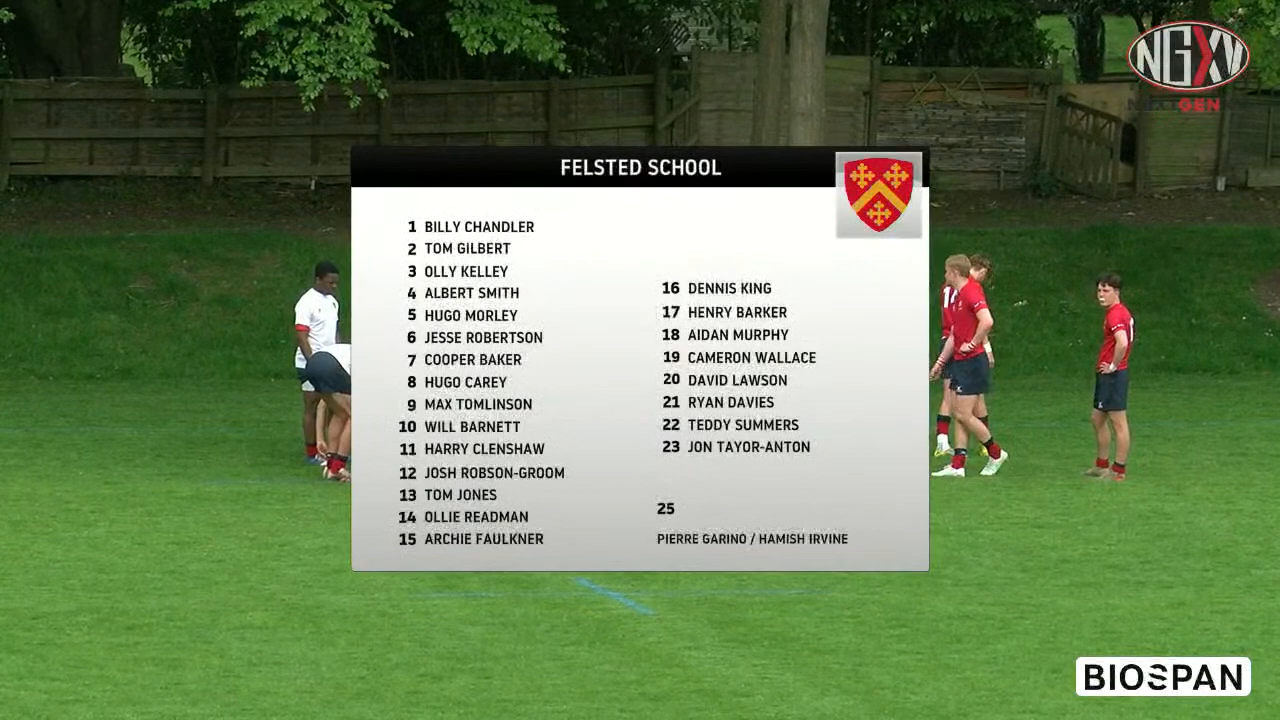 NGXV
GEN
FELSTED SCHOOL
1 BILLY CHANDLER
2 TOM GILBERT
3 OLLY KELLEY
4 ALBERT SMITH
5 HUGO MORLEY
6 JESSE ROBERTSON
7 COOPER BAKER
8 HUGO CAREY
9 MAX TOMLINSON
10 WILL BARNETT
11 HARRY CLENSHAW
12 JOSH ROBSON-GROOM
13 TOM JONES
14 OLLIE READMAN
15 ARCHIE FAULKNER
16 DENNIS KING
17 HENRY BARKER
18 AIDAN MURPHY
19 CAMERON WALLACE
20 DAVID LAWSON
21 RYAN DAVIES
22 TEDDY SUMMERS
23 JON TAYOR-ANTON
25
PIERRE GARINO / HAMISH IRVINE
BIOSPAN